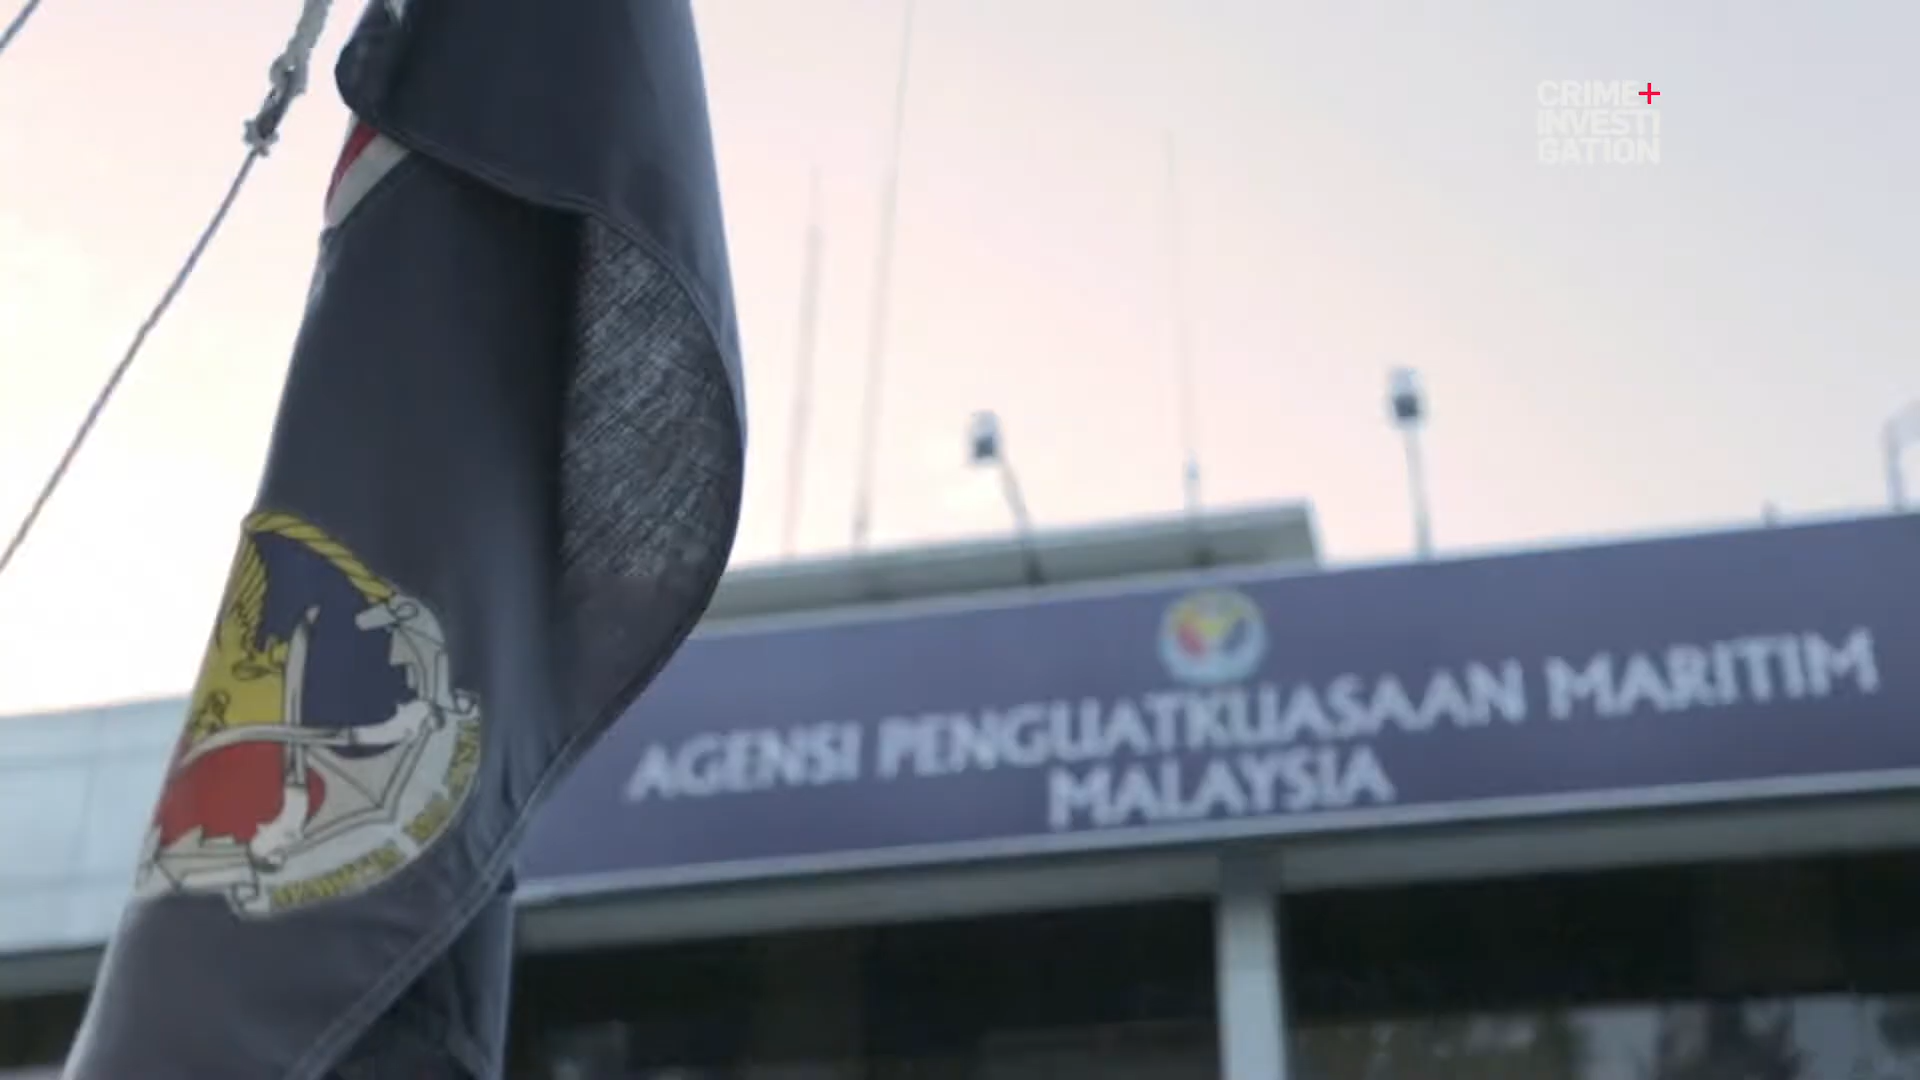 CRIME+
INVESTI
GATION
AGENSI PENGUATKUASAAN MARITIM
MALAYSIA